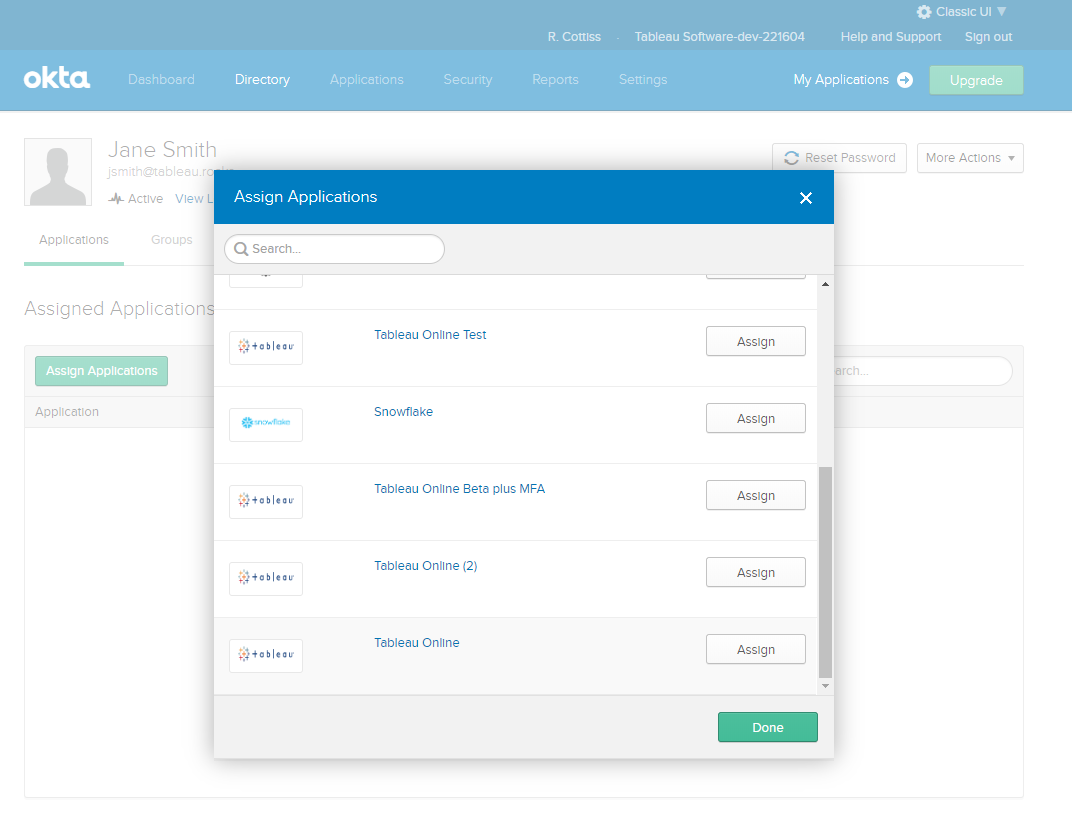 Classic UI
R. Cottiss · Tableau Software-dev-221604 Help and Support Sign out
okta Dashboard Directory Applications Security Reports Settings My Applications Upgrade
Jane Smith
jsmith@tableau.ro
Reset Password More Actions
Active View L
Assign Applications
Search...
Applications Groups
Assigned Applications
Tableau Online Test
+ableau
Assign
Assign Applications
arch...
Application
Snowflake
snowflake
Assign
Tableau Online Beta plus MFA
+ableau
Assign
Tableau Online (2)
+ableau
Assign
Tableau Online
+ableau
Assign
Done